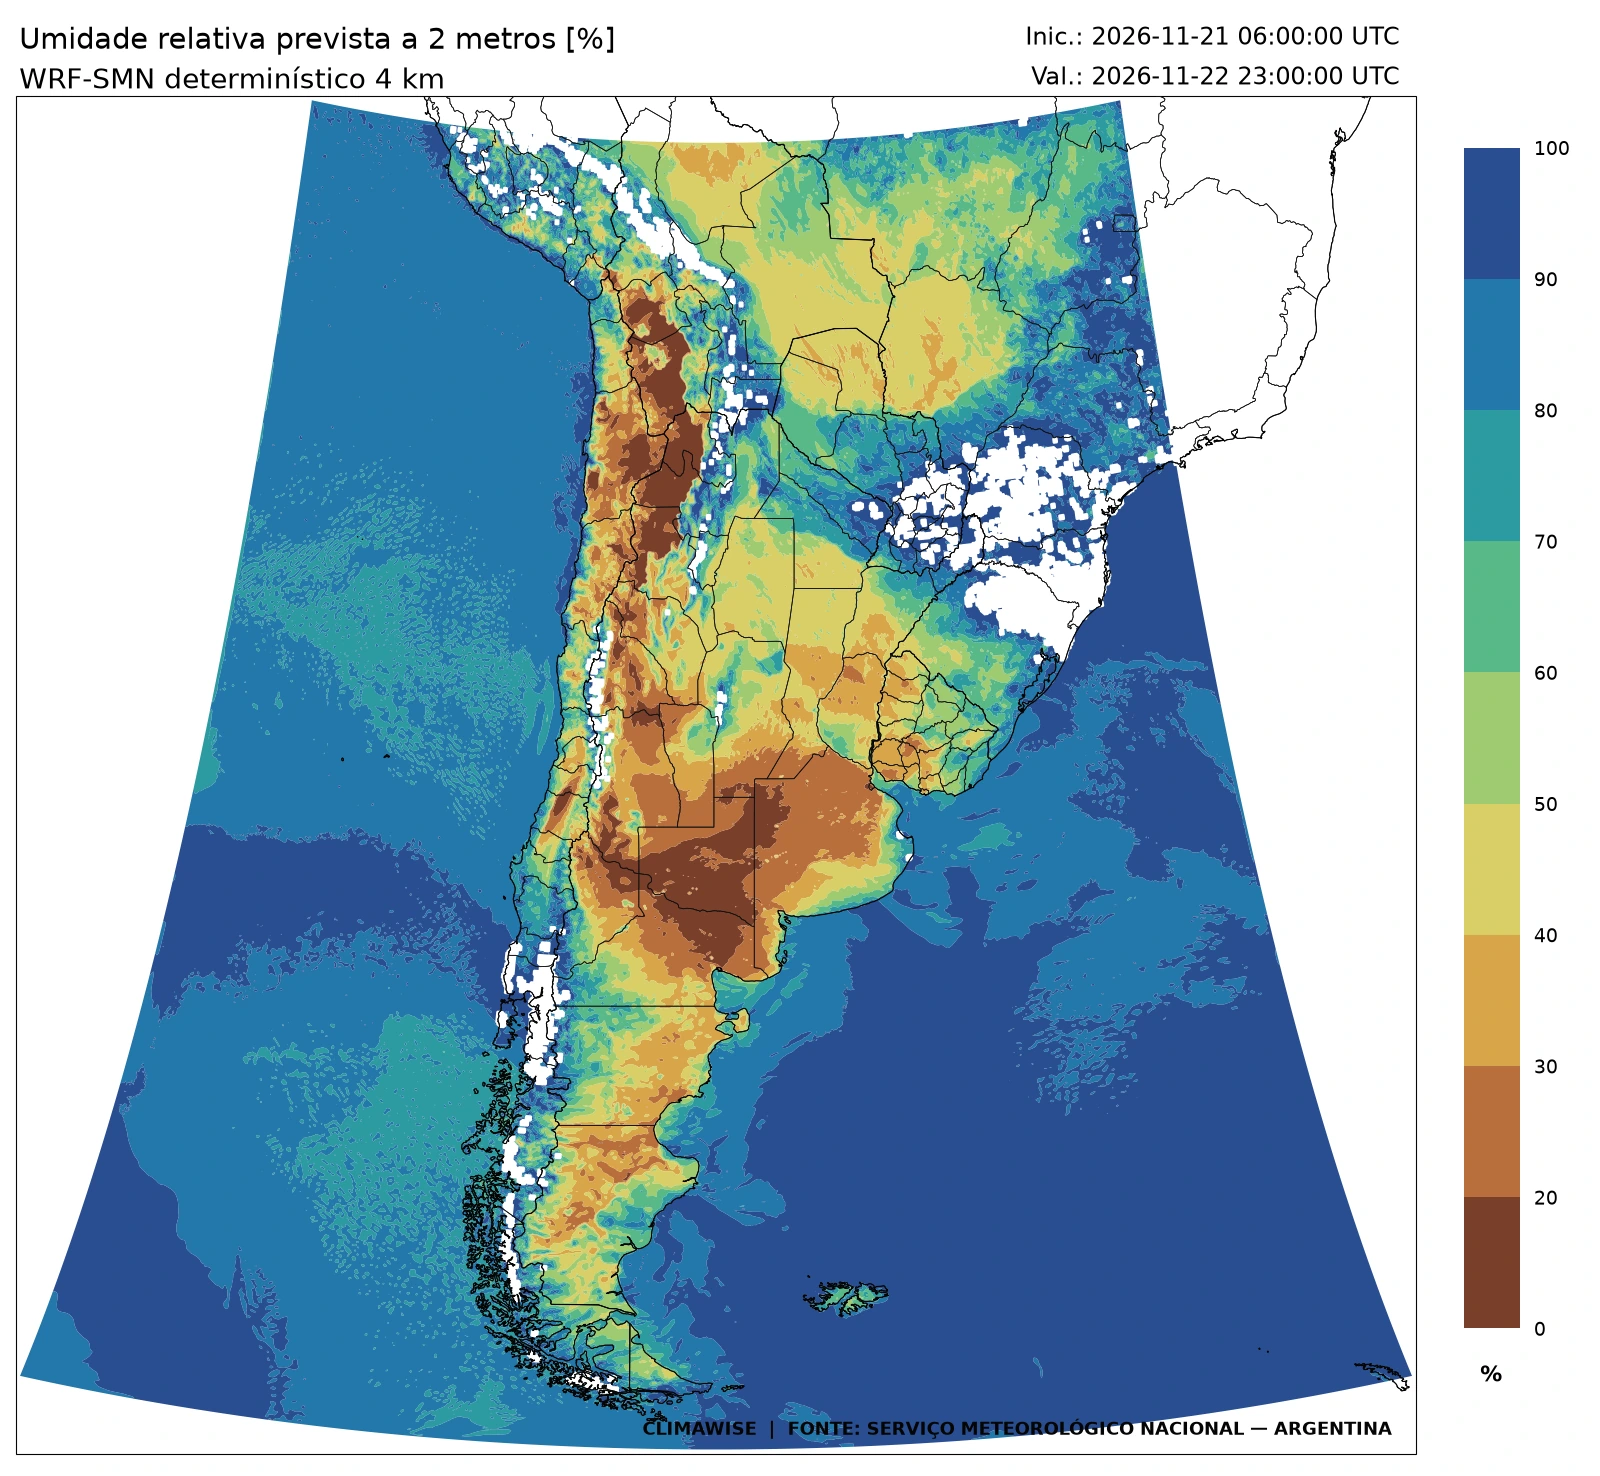 Umidade relativa prevista a 2 metros [%]
WRF-SMN determinístico 4 km
Inic.: 2026-11-21 06:00:00 UTC
Val.: 2026-11-22 23:00:00 UTC
100
90
80
70
60
50
40
30
20
0
%
CLIMAWISE | FONTE: SERVIÇO METEOROLÓGICO NACIONAL — ARGENTINA